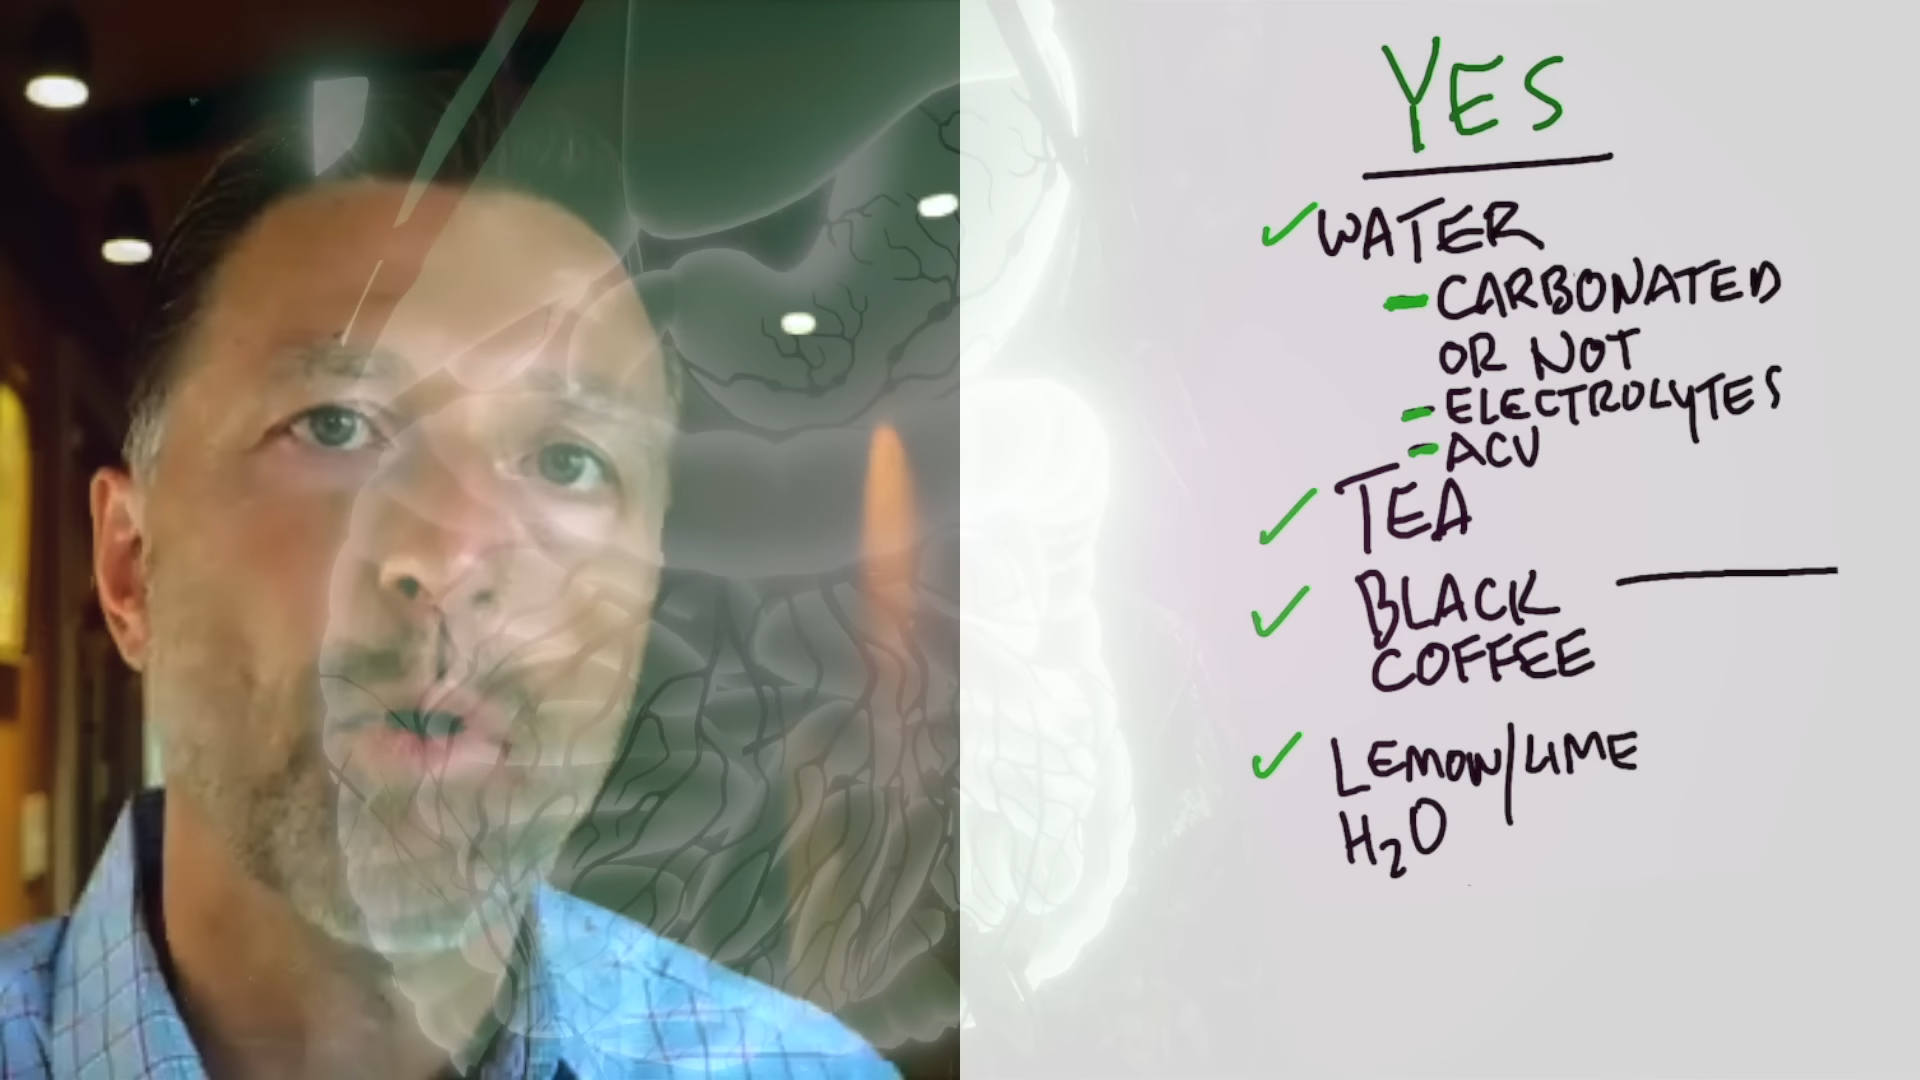 YES
WATER
- CARBONATED
OR NOT
- ELECTROLYTES
- ACV
TEA
BLACK
COFFEE
LEMON/LIME
H₂O